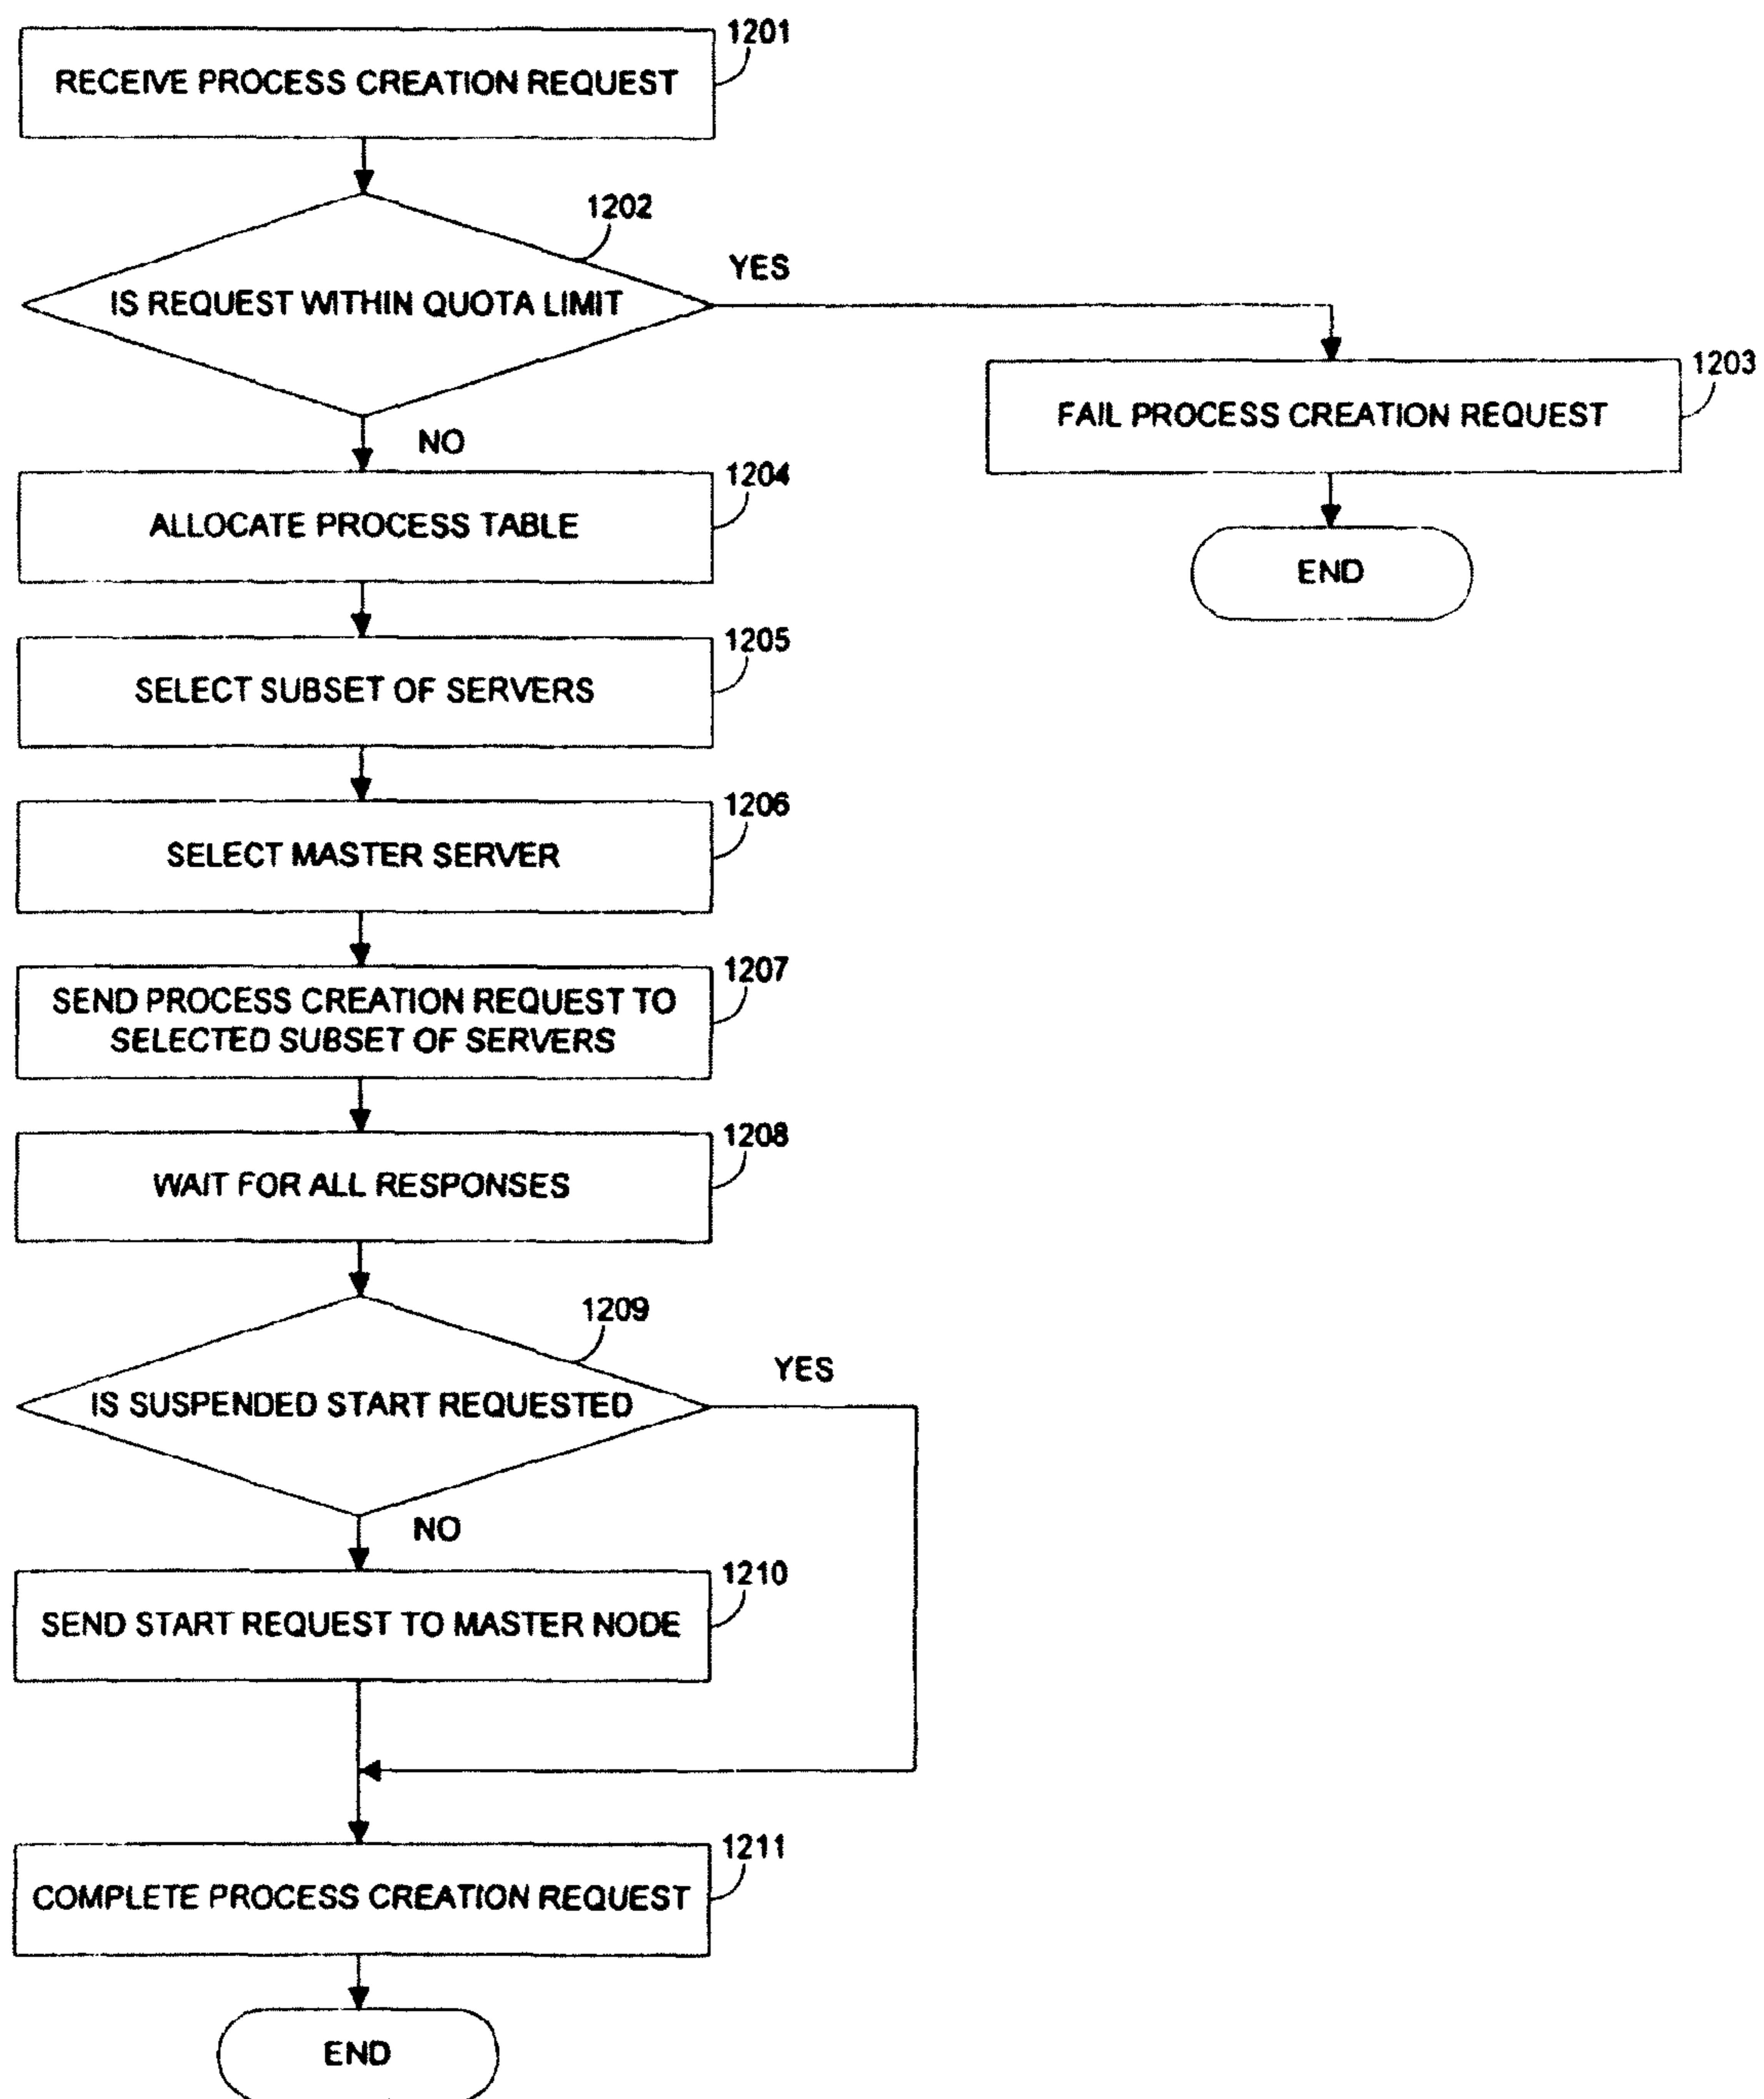 1201
RECEIVE PROCESS CREATION REQUEST
1202
IS REQUEST WITHIN QUOTA LIMIT
YES
1203
FAIL PROCESS CREATION REQUEST
END
NO
1204
ALLOCATE PROCESS TABLE
1205
SELECT SUBSET OF SERVERS
1206
SELECT MASTER SERVER
1207
SEND PROCESS CREATION REQUEST TO
SELECTED SUBSET OF SERVERS
1208
WAIT FOR ALL RESPONSES
1209
IS SUSPENDED START REQUESTED
YES
NO
1210
SEND START REQUEST TO MASTER NODE
1211
COMPLETE PROCESS CREATION REQUEST
END